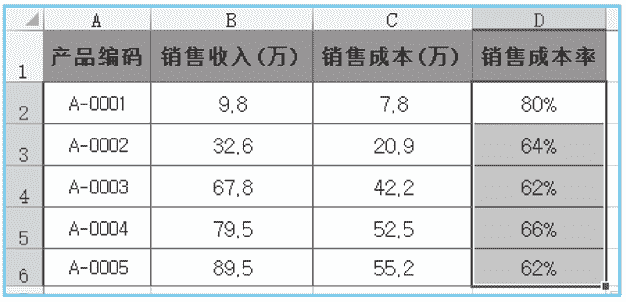 A B C D
1 产品编码 销售收入(万) 销售成本(万) 销售成本率
2 A-0001 9.8 7.8 80%
3 A-0002 32.6 20.9 64%
4 A-0003 67.8 42.2 62%
5 A-0004 79.5 52.5 66%
6 A-0005 89.5 55.2 62%